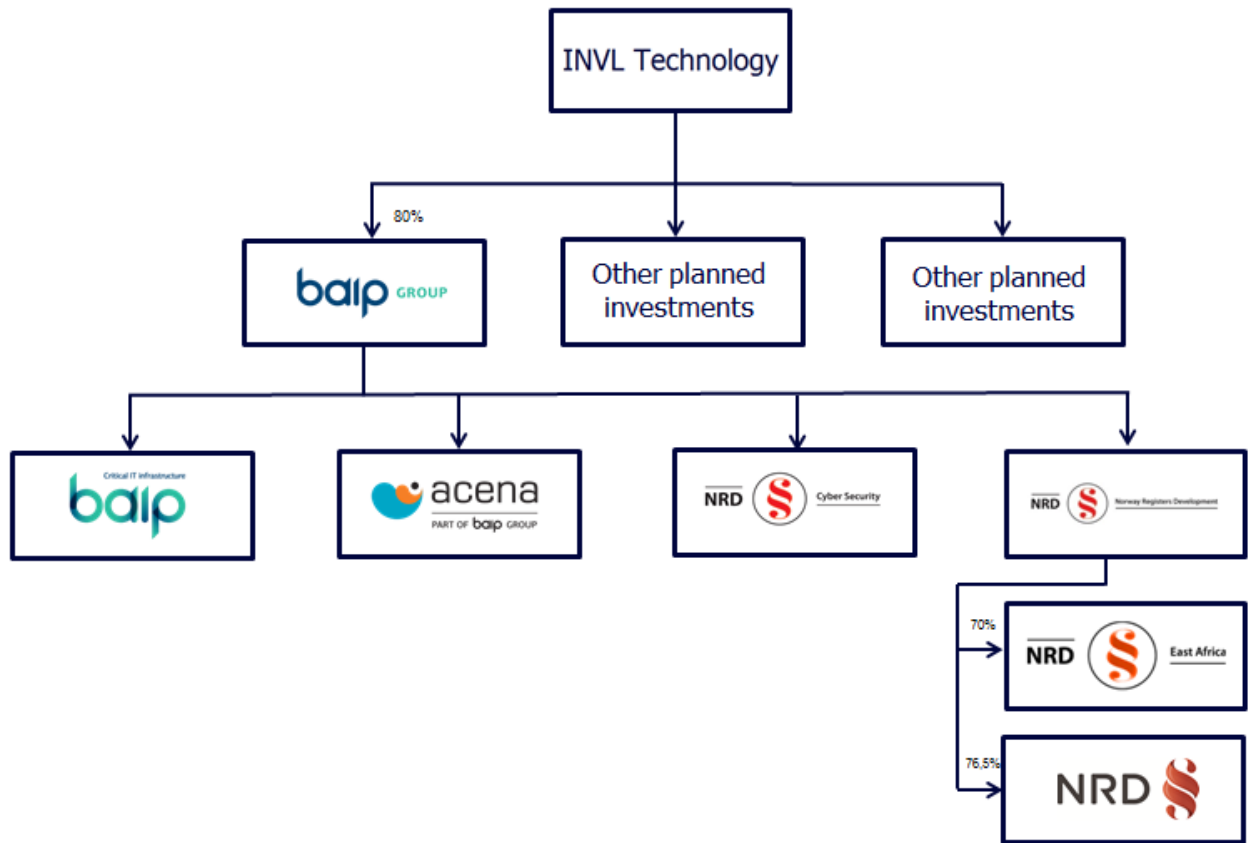 INVL Technology
80%
baip GROUP
Other planned
investments
Other planned
investments
Critical IT infrastructure
baip
acena
PART OF baip GROUP
NRD Cyber Security
NRD Norway Registers Development
70%
NRD East Africa
76,5%
NRD